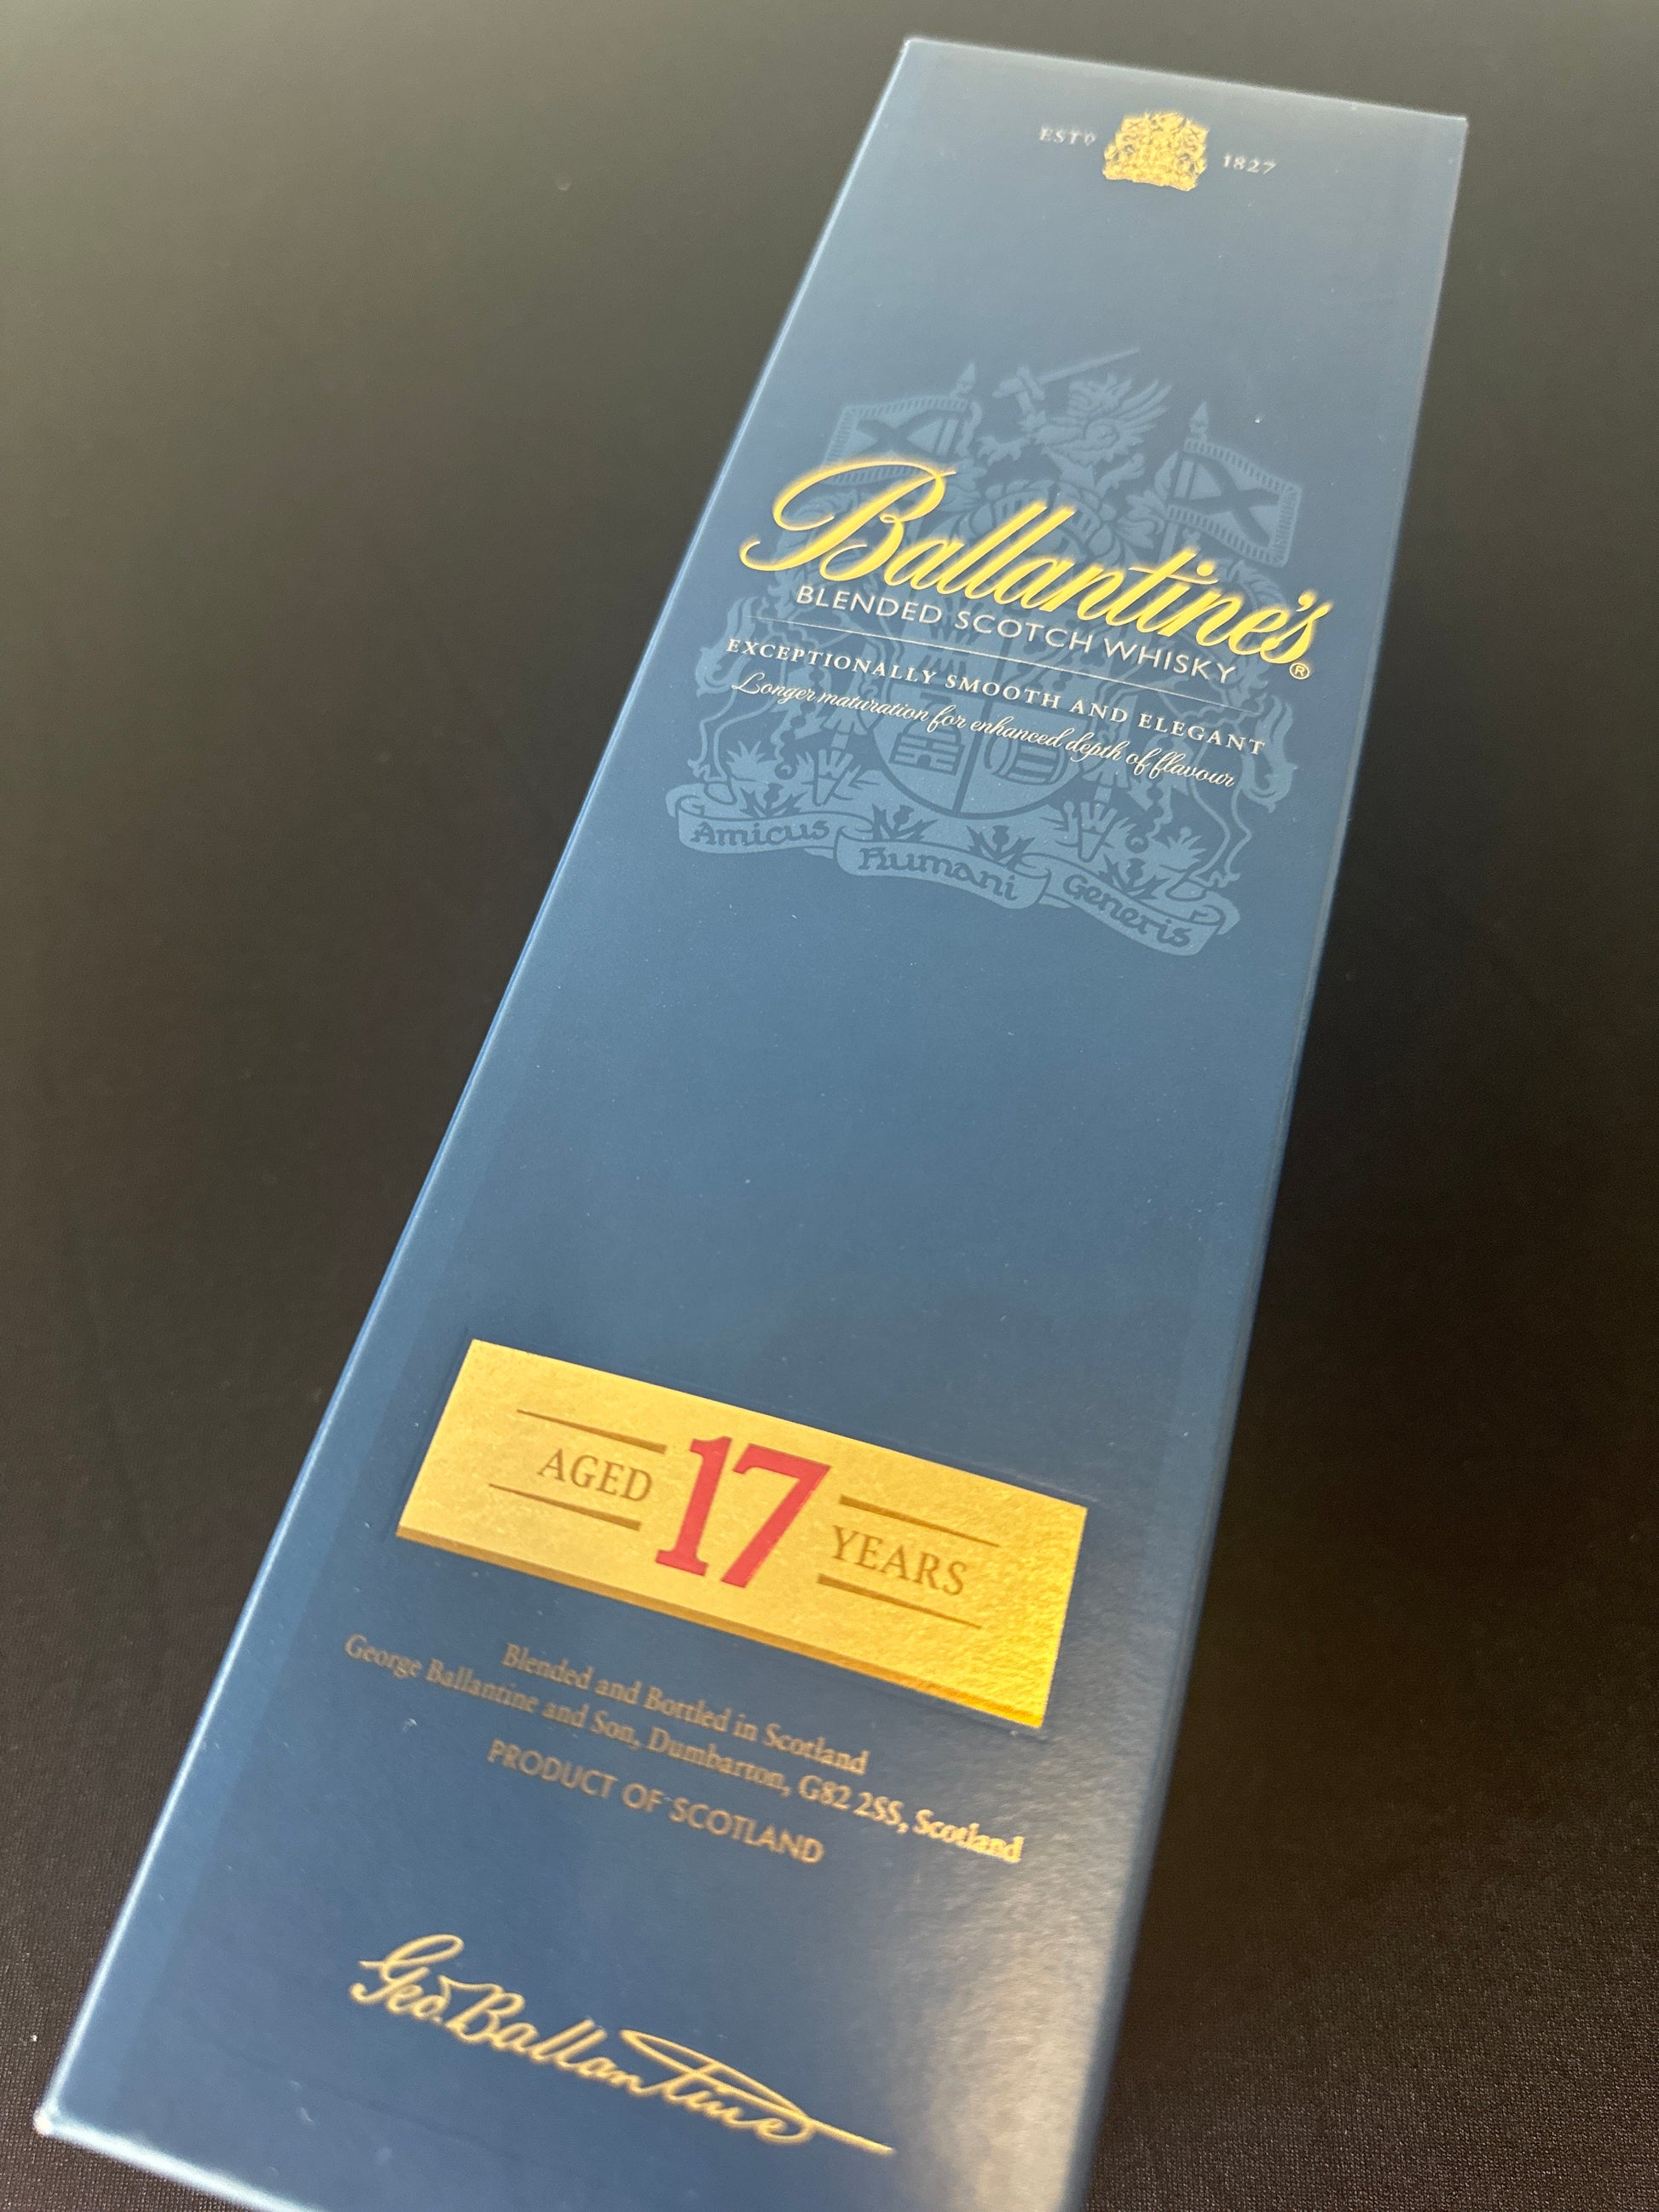 ESTD 1827
Ballantine's®
BLENDED SCOTCH WHISKY
EXCEPTIONALLY SMOOTH AND ELEGANT
Longer maturation for enhanced depth of flavour
Amicus Humani Generis
AGED 17 YEARS
Blended and Bottled in Scotland
George Ballantine and Son, Dumbarton, G82 2SS, Scotland
PRODUCT OF SCOTLAND
Geo. Ballantine